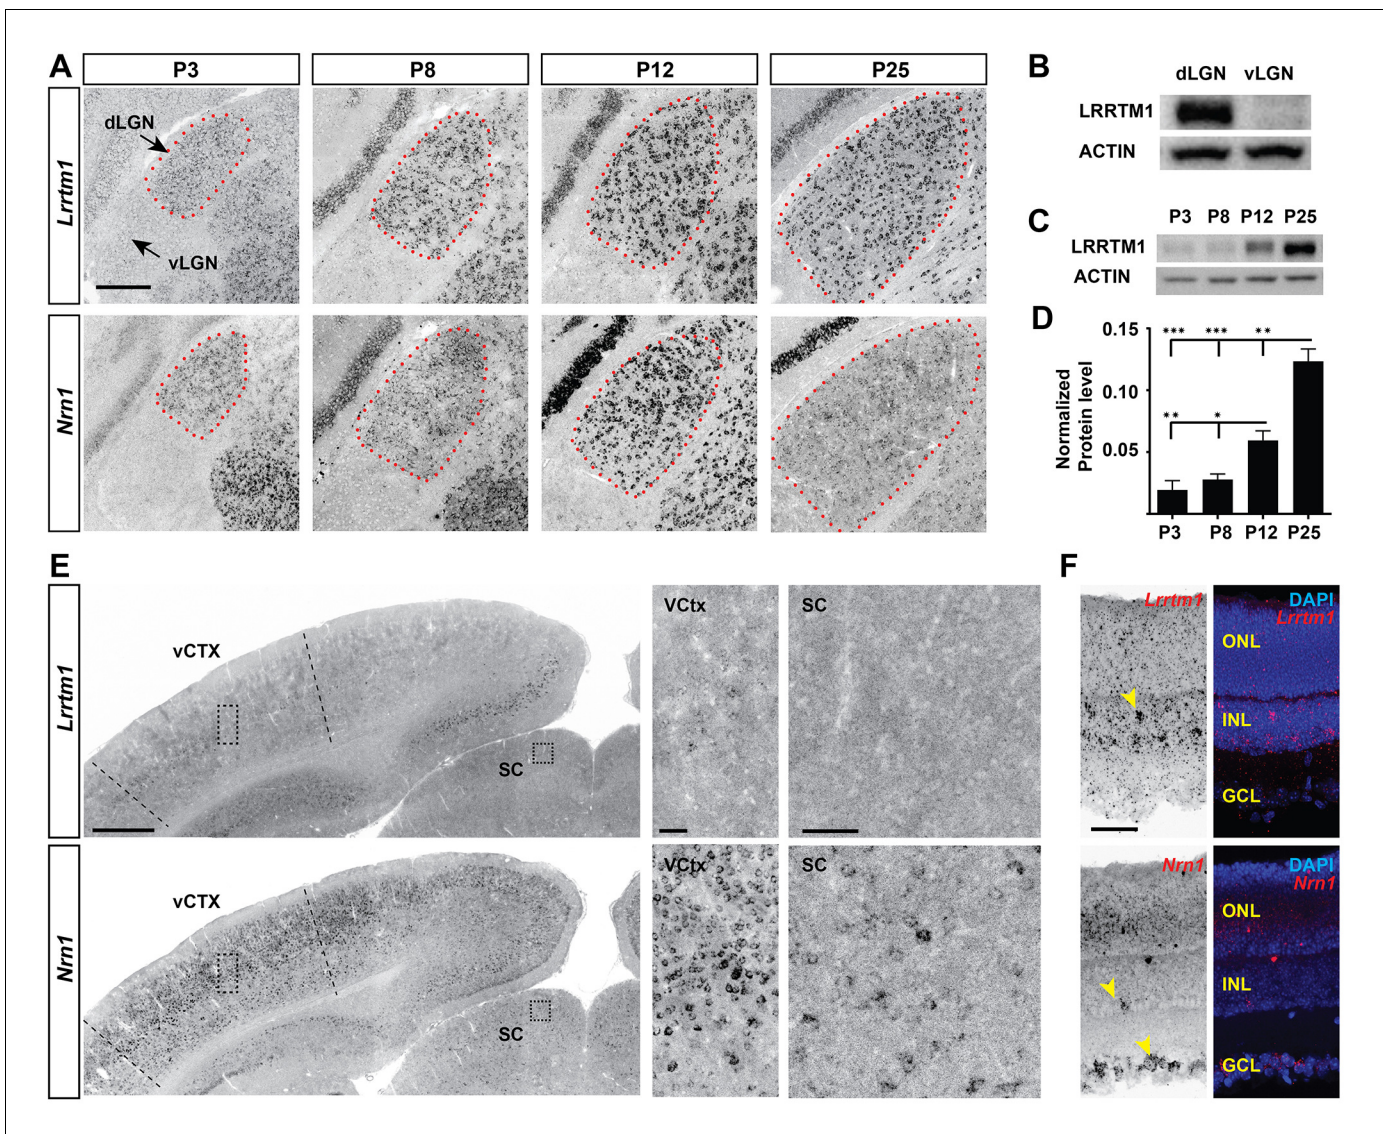 A
P3
P8
P12
P25
Lrrtm1
dLGN
vLGN
Nrn1
B
dLGN vLGN
LRRTM1
ACTIN
C
P3 P8 P12 P25
LRRTM1
ACTIN
D
Normalized
Protein level
0.15
0.10
0.05
*** *** **
** *
P3 P8 P12 P25
E
Lrrtm1
vCTX
SC
VCtx
SC
Nrn1
vCTX
SC
VCtx
SC
F
Lrrtm1
DAPI
Lrrtm1
ONL
INL
GCL
Nrn1
DAPI
Nrn1
ONL
INL
GCL